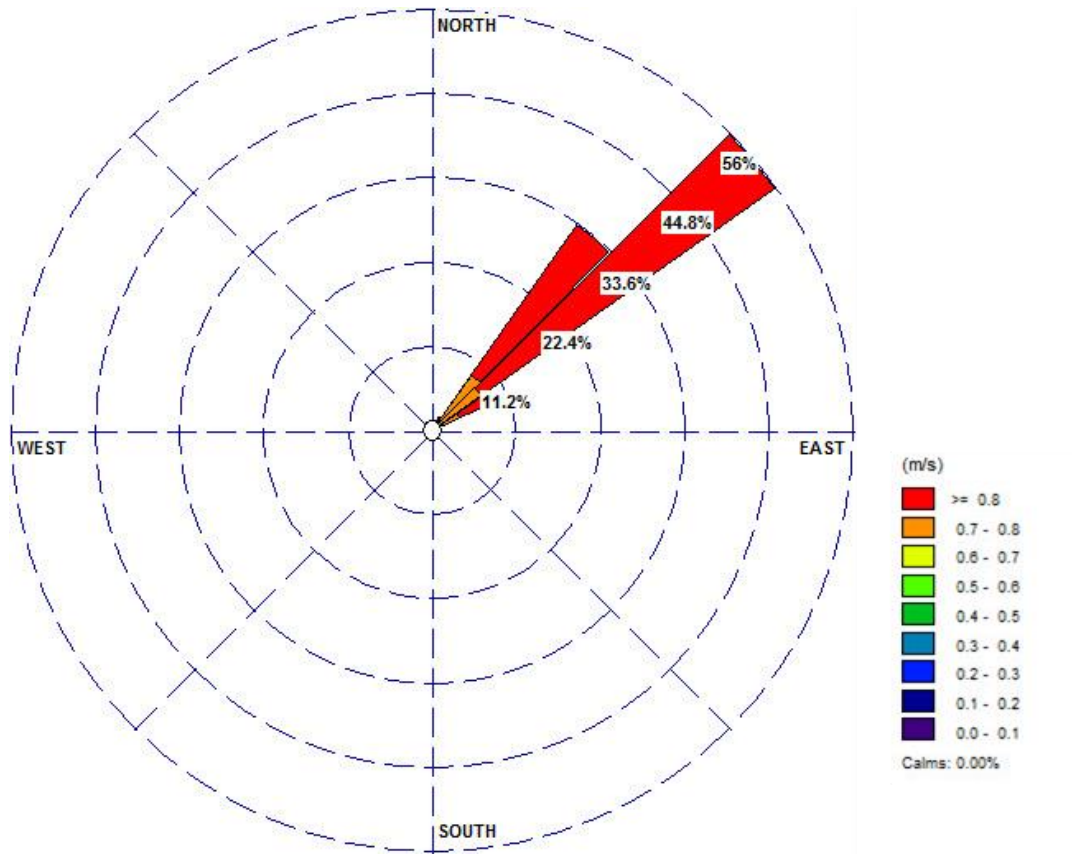 NORTH
56%
44.8%
33.6%
22.4%
11.2%
WEST
EAST
SOUTH
(m/s)
>= 0.8
0.7 - 0.8
0.6 - 0.7
0.5 - 0.6
0.4 - 0.5
0.3 - 0.4
0.2 - 0.3
0.1 - 0.2
0.0 - 0.1
Calms: 0.00%